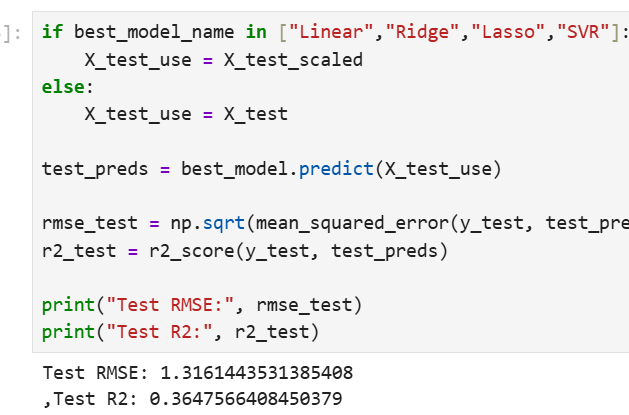 ]: if best_model_name in ["Linear","Ridge","Lasso","SVR"]:
    X_test_use = X_test_scaled
else:
    X_test_use = X_test
test_preds = best_model.predict(X_test_use)
rmse_test = np.sqrt(mean_squared_error(y_test, test_pre
r2_test = r2_score(y_test, test_preds)
print("Test RMSE:", rmse_test)
print("Test R2:", r2_test)
Test RMSE: 1.3161443531385408
,Test R2: 0.3647566408450379